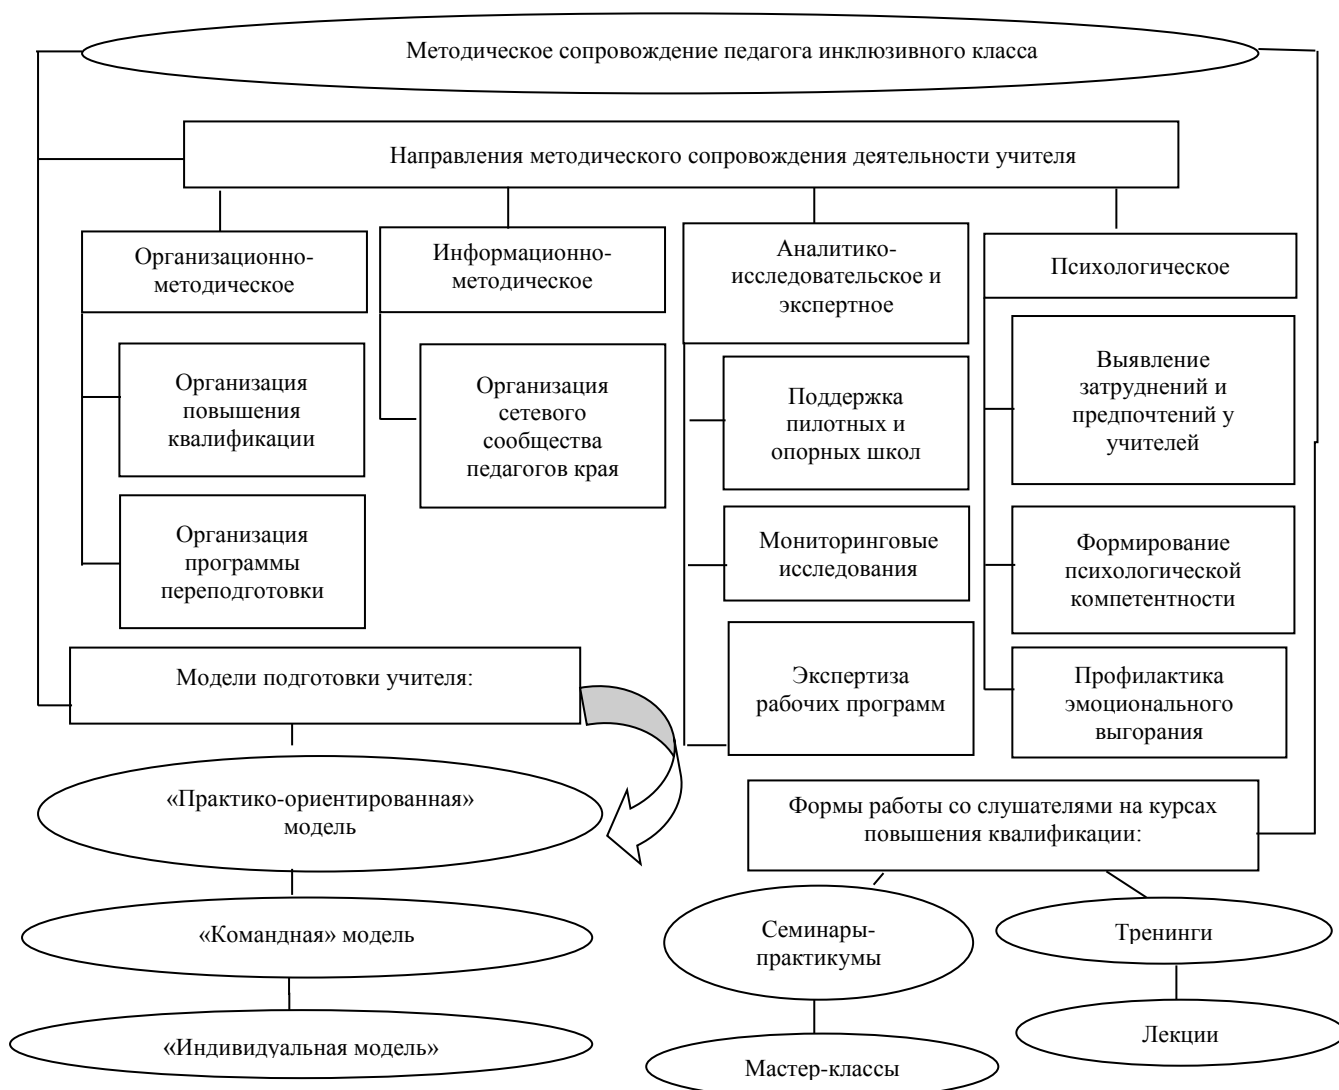 Методическое сопровождение педагога инклюзивного класса
Направления методического сопровождения деятельности учителя
Организационно-
методическое
Информационно-
методическое
Аналитико-
исследовательское и
экспертное
Психологическое
Организация
повышения
квалификации
Организация
сетевого
сообщества
педагогов края
Поддержка
пилотных и
опорных школ
Выявление
затруднений и
предпочтений у
учителей
Организация
программы
переподготовки
Мониторинговые
исследования
Формирование
психологической
компетентности
Экспертиза
рабочих программ
Профилактика
эмоционального
выгорания
Модели подготовки учителя:
«Практико-ориентированная»
модель
«Командная» модель
«Индивидуальная модель»
Формы работы со слушателями на курсах
повышения квалификации:
Семинары-
практикумы
Тренинги
Мастер-классы
Лекции